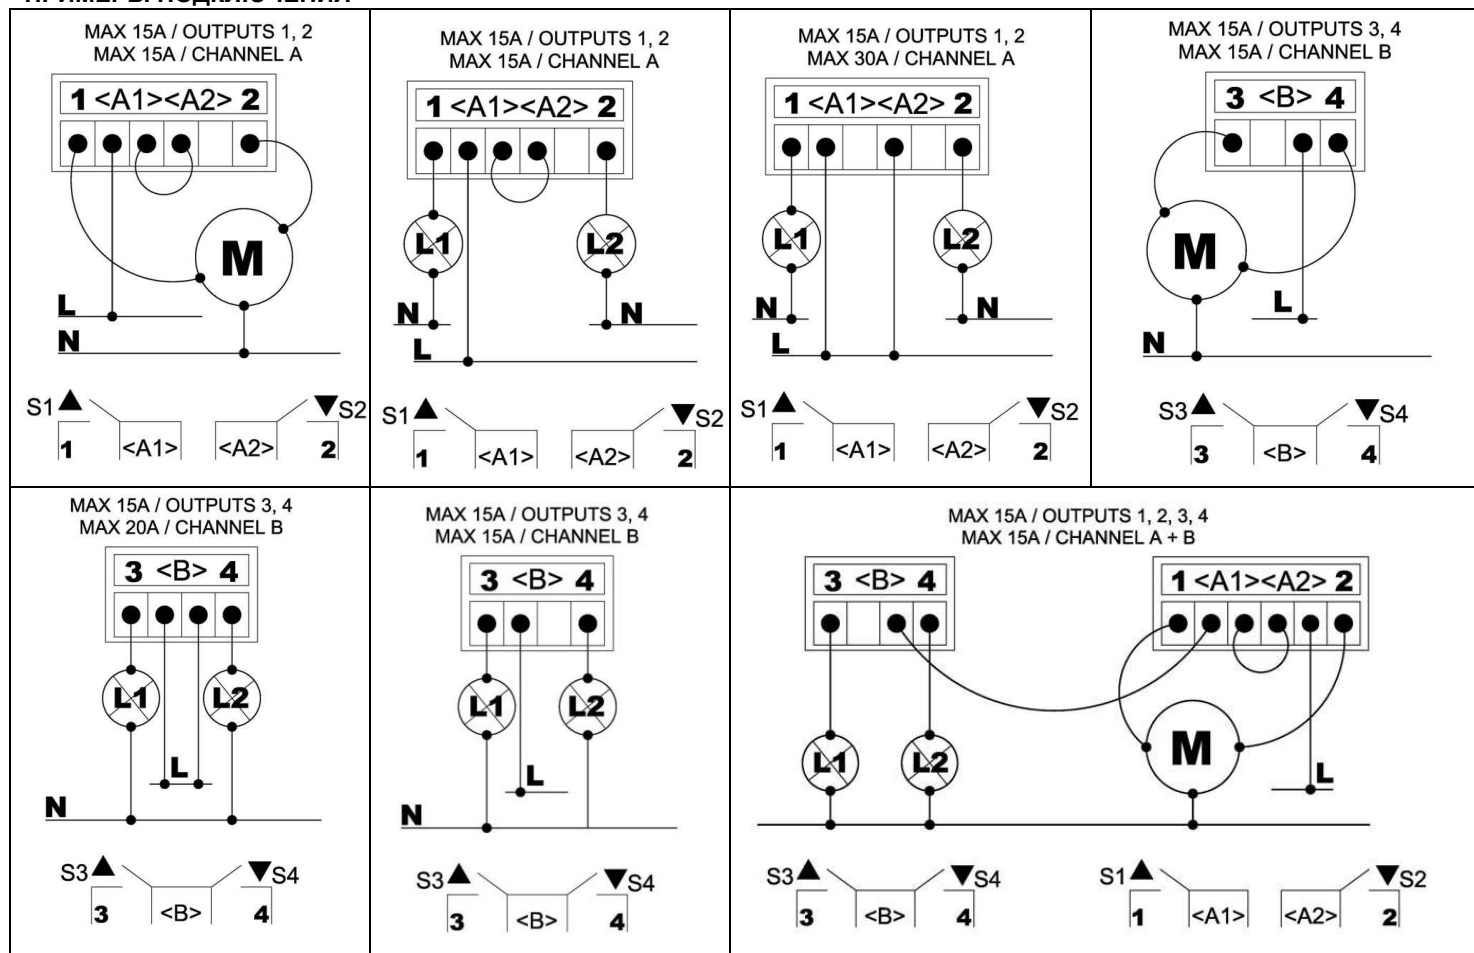 ПРИМЕРЫ ПОДКЛЮЧЕНИЯ
MAX 15A / OUTPUTS 1, 2
MAX 15A / CHANNEL A
1 <A1><A2> 2
M
L
N
S1 S2
1 <A1> <A2> 2
MAX 15A / OUTPUTS 1, 2
MAX 15A / CHANNEL A
1 <A1><A2> 2
L1 L2
N N
L
S1 S2
1 <A1> <A2> 2
MAX 15A / OUTPUTS 1, 2
MAX 30A / CHANNEL A
1 <A1><A2> 2
L1 L2
N N
L
S1 S2
1 <A1> <A2> 2
MAX 15A / OUTPUTS 3, 4
MAX 15A / CHANNEL B
3 <B> 4
M
L
N
S3 S4
3 <B> 4
MAX 15A / OUTPUTS 3, 4
MAX 20A / CHANNEL B
3 <B> 4
L1 L2
L
N
S3 S4
3 <B> 4
MAX 15A / OUTPUTS 3, 4
MAX 15A / CHANNEL B
3 <B> 4
L1 L2
L
N
S3 S4
3 <B> 4
MAX 15A / OUTPUTS 1, 2, 3, 4
MAX 15A / CHANNEL A + B
3 <B> 4 1 <A1><A2> 2
L1 L2 M
L
S3 S4 S1 S2
3 <B> 4 1 <A1> <A2> 2